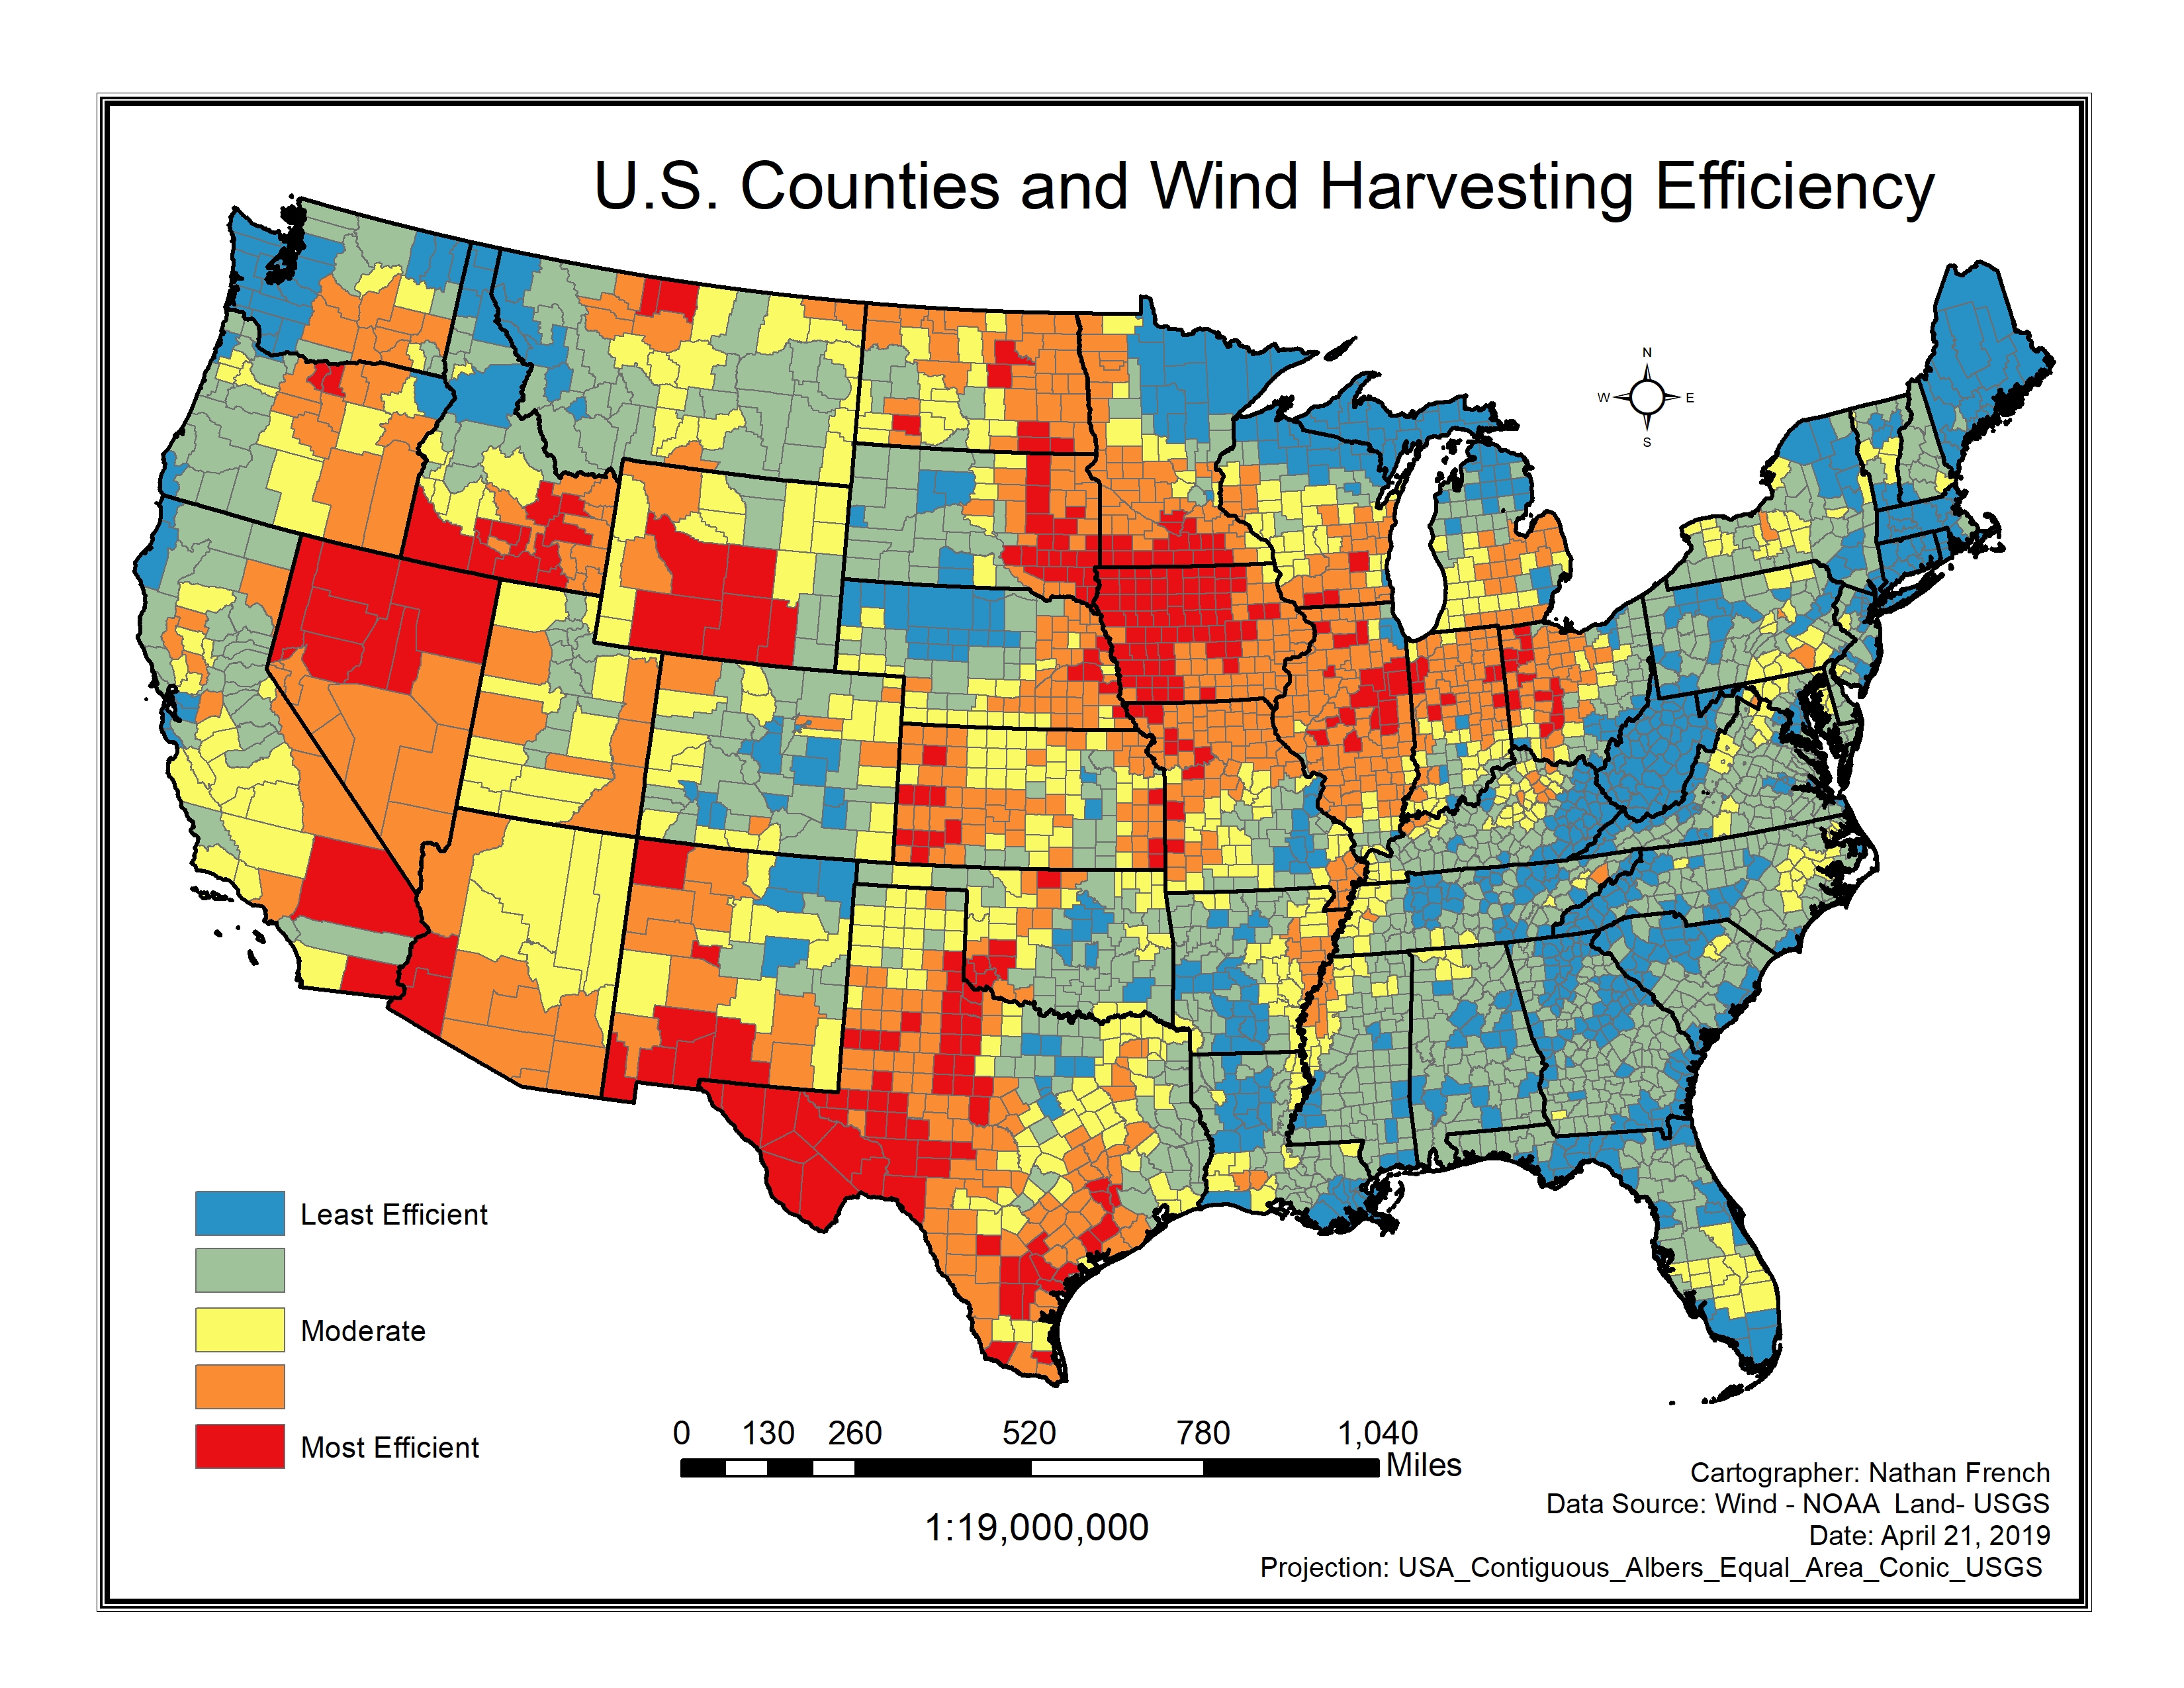 U.S. Counties and Wind Harvesting Efficiency
N
W E
S
Least Efficient
Moderate
Most Efficient
0 130 260 520 780 1,040
Miles
1:19,000,000
Cartographer: Nathan French
Data Source: Wind - NOAA Land- USGS
Date: April 21, 2019
Projection: USA_Contiguous_Albers_Equal_Area_Conic_USGS